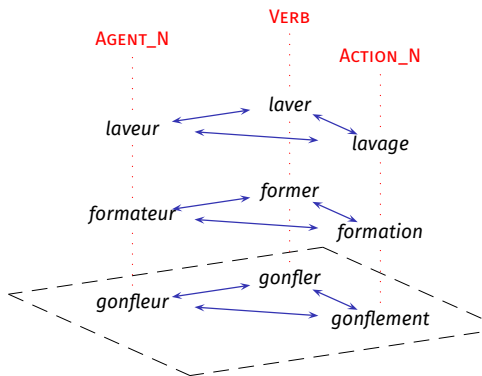 VERB
AGENT_N
ACTION_N
laver
laveur
lavage
former
formateur
formation
gonfler
gonfleur
gonflement